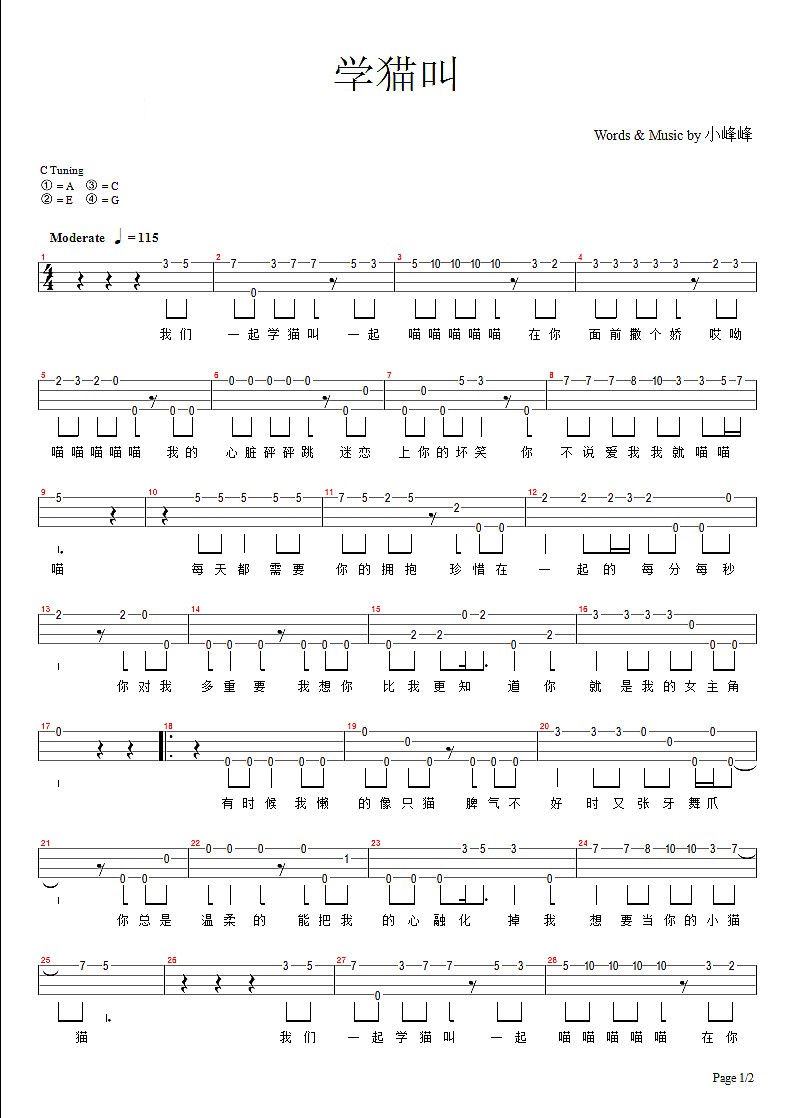 学猫叫
Words & Music by 小峰峰
C Tuning
① = A ③ = C
② = E ④ = G
Moderate ♩ = 115
1 2 3 4
3 5 7 0 3 7 7 5 3 5 10 10 10 10 3 2 3 3 3 3 3 2 3
我们 一起学猫叫 一起 喵喵喵喵喵 在你 面前撒个娇 哎呦
5 6 7 8
2 3 2 0 0 0 0 0 0 0 0 0 0 0 0 0 0 5 3 0 7 7 7 8 10 3 3 5 7
喵喵喵喵喵 我的 心脏砰砰跳 迷恋 上你的坏笑 你 不说爱我我就喵喵
9 10 11 12
5 5 5 5 5 5 7 5 2 5 2 0 0 2 2 2 3 2 0 0 0
喵 每天都需要 你的拥抱 珍惜在 一起的每分每秒
13 14 15 16
2 2 0 0 0 0 0 0 0 0 0 2 2 0 2 0 2 3 3 3 3 0 0 0
你对我 多重要 我想你 比我更知道你 就是我的女主角
17 18 19 20
0 0 0 0 0 0 0 0 0 0 0 0 0 3 3 3 0 0 0 0 0
有时候我懒 的像只猫 脾气不 好时又张牙舞爪
21 22 23 24
0 0 0 0 0 0 0 0 1 0 0 0 0 3 5 3 0 7 7 8 10 10 3 7
你总是 温柔的 能把我 的心融化掉我 想要当你的小猫
25 26 27 28
7 5 3 5 7 0 3 7 7 5 3 5 10 10 10 10 3 2
猫 我们 一起学猫叫 一起 喵喵喵喵喵 在你
Page 1/2